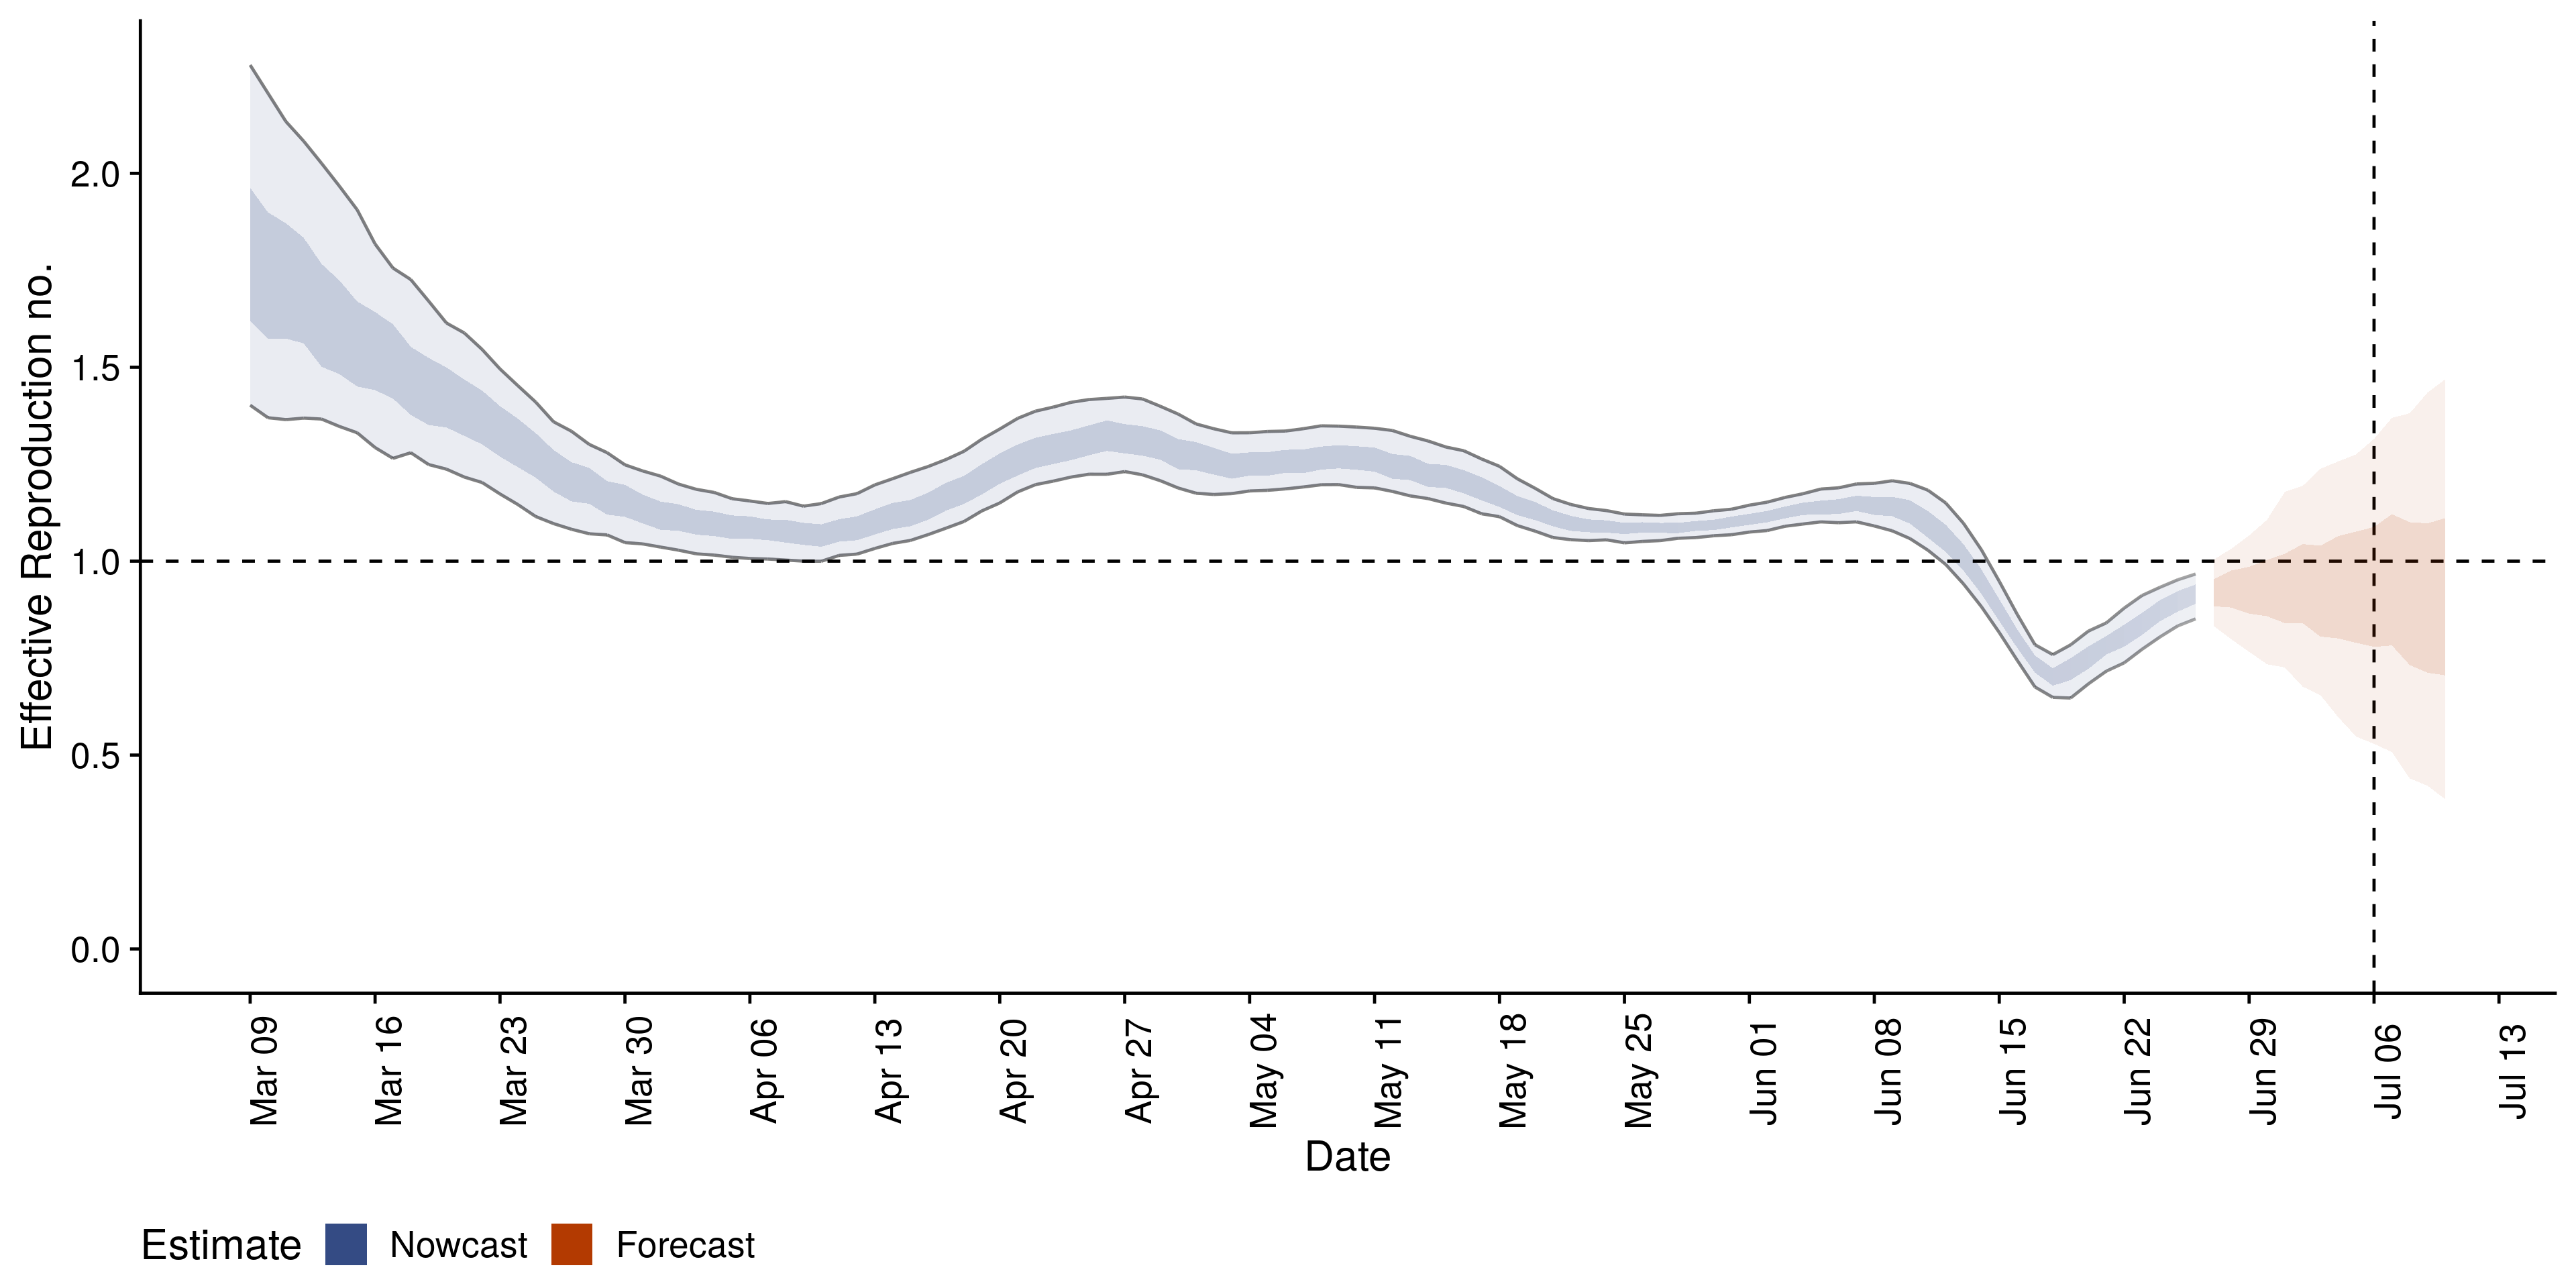 Effective Reproduction no.
2.0
1.5
1.0
0.5
0.0
Mar 09
Mar 16
Mar 23
Mar 30
Apr 06
Apr 13
Apr 20
Apr 27
May 04
May 11
May 18
May 25
Jun 01
Jun 08
Jun 15
Jun 22
Jun 29
Jul 06
Jul 13
Date
Estimate Nowcast Forecast